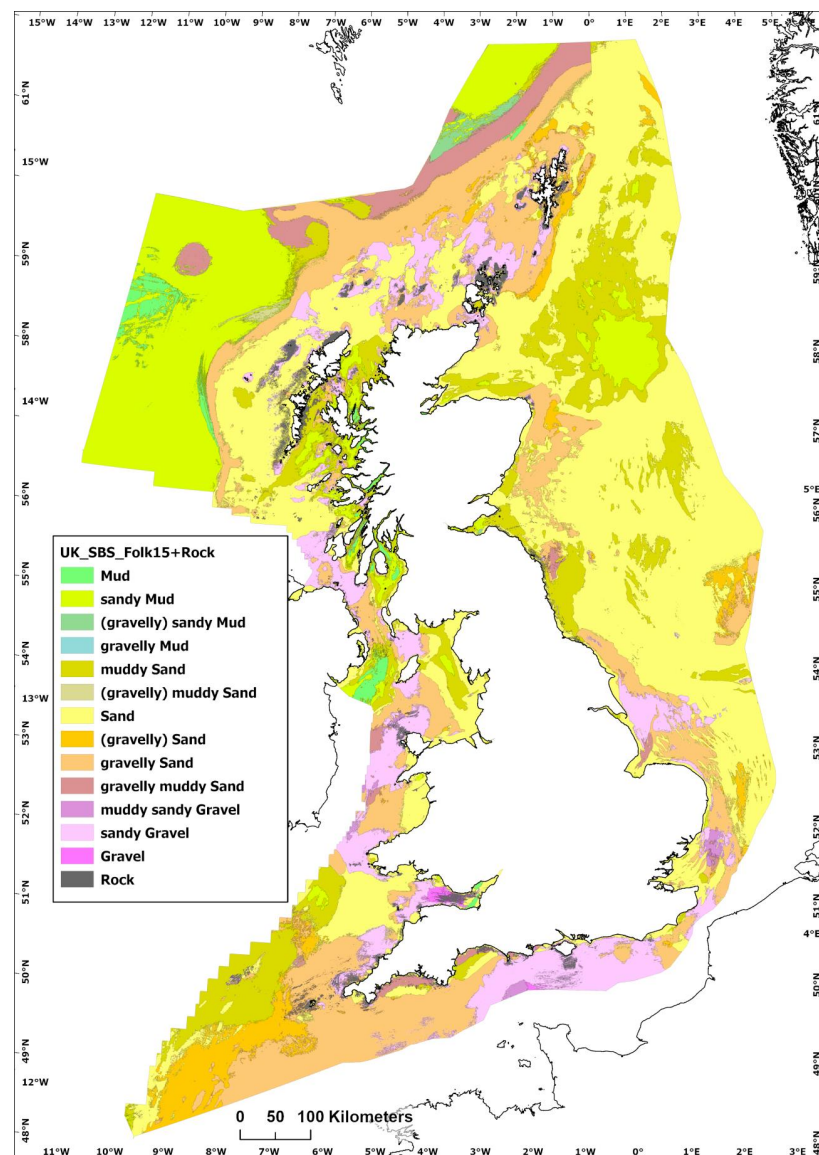 15°W 14°W 13°W 12°W 11°W 10°W 9°W 8°W 7°W 6°W 5°W 4°W 3°W 2°W 1°W 0° 1°E 2°E 3°E 4°E 5°E 6°E
61°N
61°N
15°W
59°N
59°N
58°N
58°N
14°W
57°N
56°N
5°E
56°N
UK_SBS_Folk15+Rock
Mud
sandy Mud
(gravelly) sandy Mud
gravelly Mud
muddy Sand
(gravelly) muddy Sand
Sand
(gravelly) Sand
gravelly Sand
gravelly muddy Sand
muddy sandy Gravel
sandy Gravel
Gravel
Rock
55°N
55°N
54°N
54°N
13°W
53°N
53°N
52°N
52°N
51°N
51°N
4°E
50°N
50°N
49°N
49°N
12°W
48°N
48°N
0 50 100 Kilometers
11°W 10°W 9°W 8°W 7°W 6°W 5°W 4°W 3°W 2°W 1°W 0° 1°E 2°E 3°E